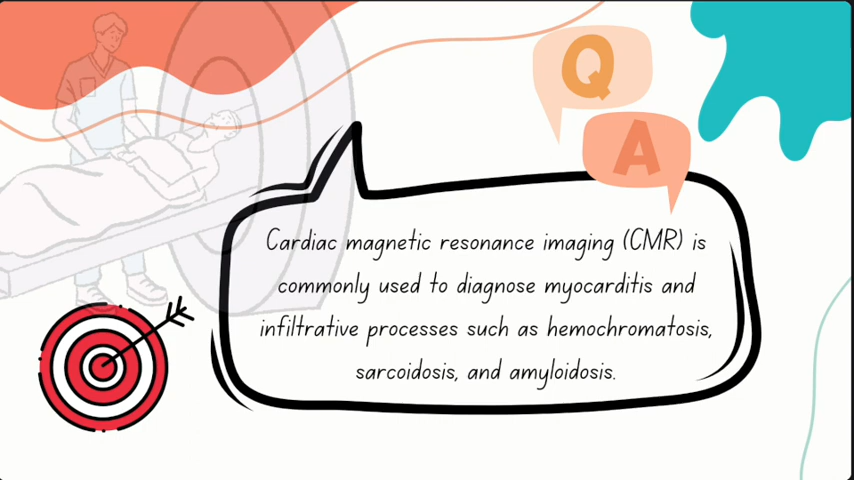 Q
A
Cardiac magnetic resonance imaging (CMR) is
commonly used to diagnose myocarditis and
infiltrative processes such as hemochromatosis,
sarcoidosis, and amyloidosis.